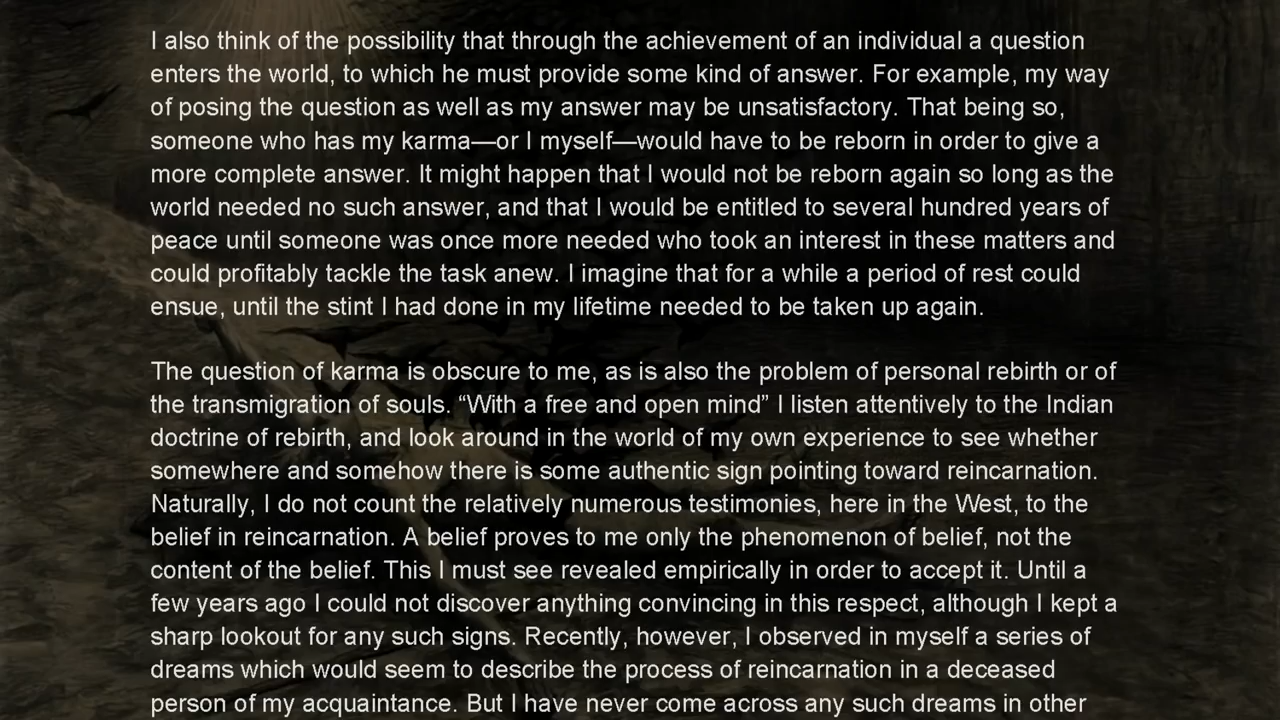 I also think of the possibility that through the achievement of an individual a question
enters the world, to which he must provide some kind of answer. For example, my way
of posing the question as well as my answer may be unsatisfactory. That being so,
someone who has my karma—or I myself—would have to be reborn in order to give a
more complete answer. It might happen that I would not be reborn again so long as the
world needed no such answer, and that I would be entitled to several hundred years of
peace until someone was once more needed who took an interest in these matters and
could profitably tackle the task anew. I imagine that for a while a period of rest could
ensue, until the stint I had done in my lifetime needed to be taken up again.
The question of karma is obscure to me, as is also the problem of personal rebirth or of
the transmigration of souls. “With a free and open mind” I listen attentively to the Indian
doctrine of rebirth, and look around in the world of my own experience to see whether
somewhere and somehow there is some authentic sign pointing toward reincarnation.
Naturally, I do not count the relatively numerous testimonies, here in the West, to the
belief in reincarnation. A belief proves to me only the phenomenon of belief, not the
content of the belief. This I must see revealed empirically in order to accept it. Until a
few years ago I could not discover anything convincing in this respect, although I kept a
sharp lookout for any such signs. Recently, however, I observed in myself a series of
dreams which would seem to describe the process of reincarnation in a deceased
person of my acquaintance. But I have never come across any such dreams in other